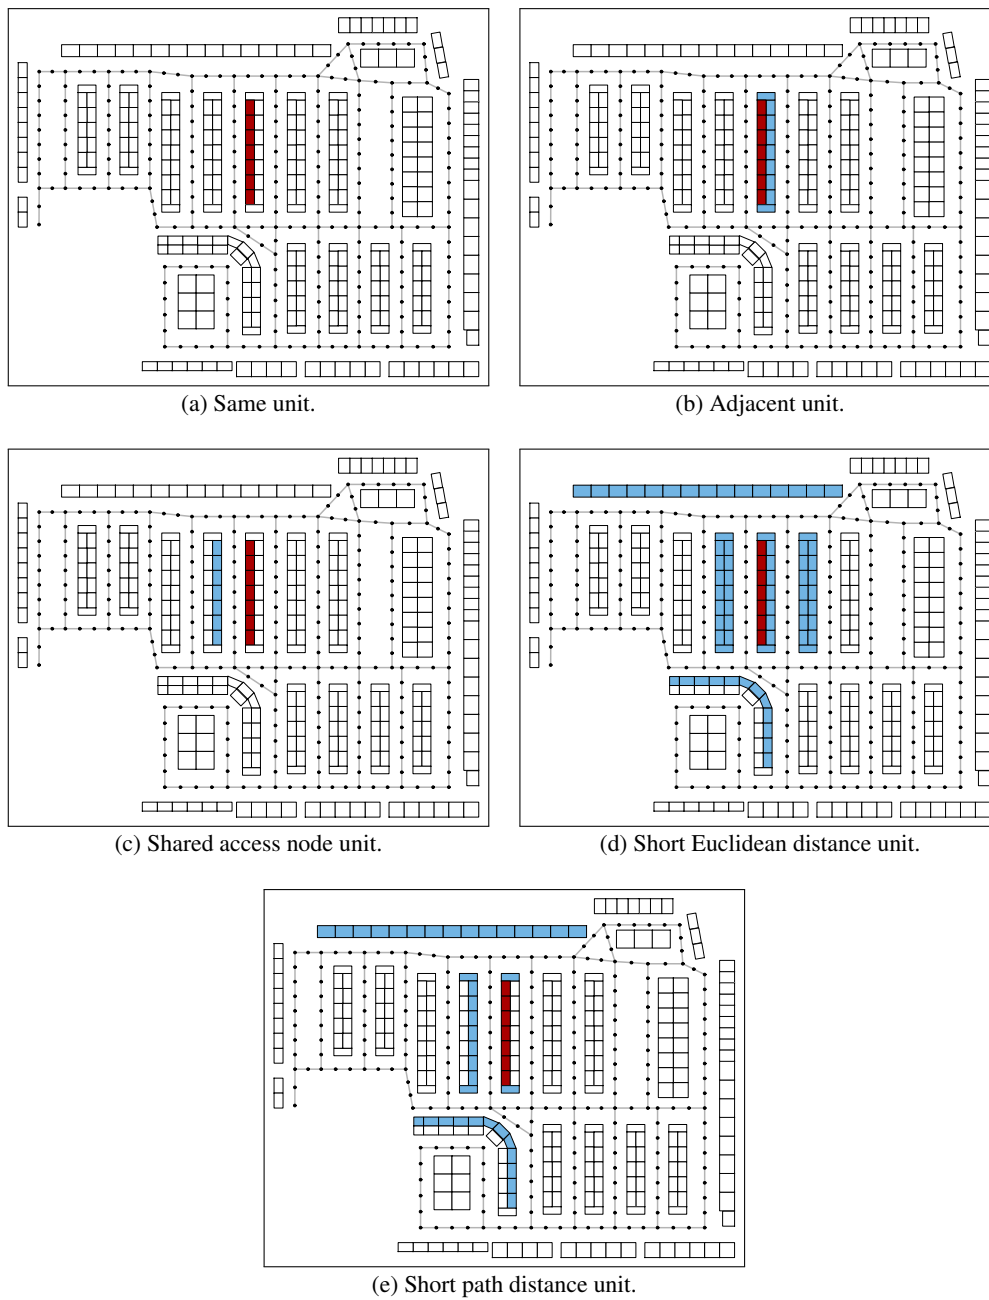 (a) Same unit.
(b) Adjacent unit.
(c) Shared access node unit.
(d) Short Euclidean distance unit.
(e) Short path distance unit.